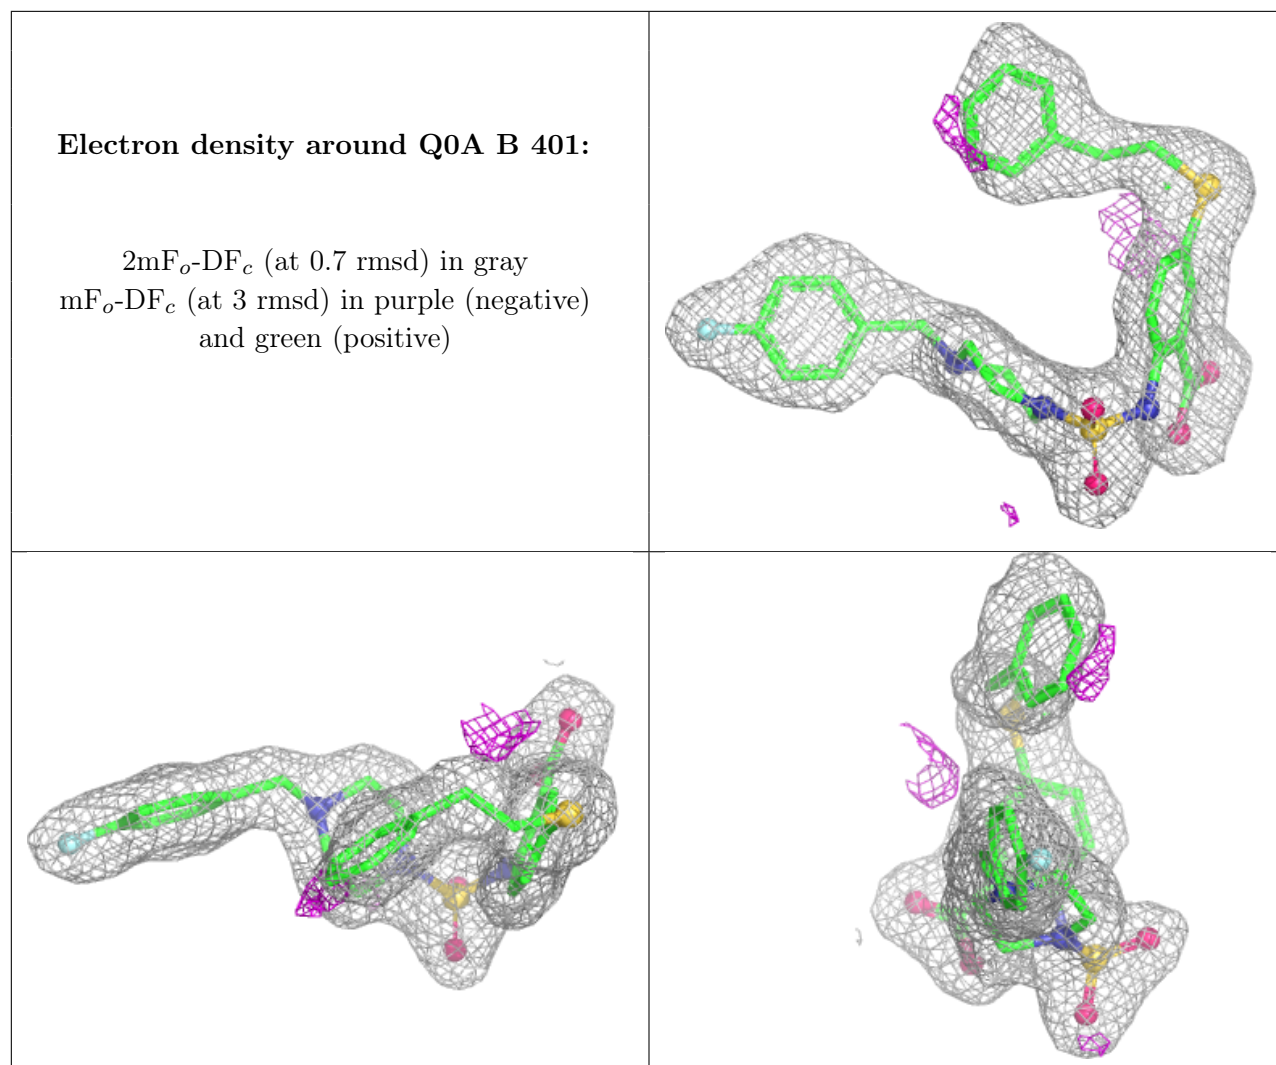 Electron density around Q0A B 401:
2mFₒ-DF𝒸 (at 0.7 rmsd) in gray
mFₒ-DF𝒸 (at 3 rmsd) in purple (negative)
and green (positive)